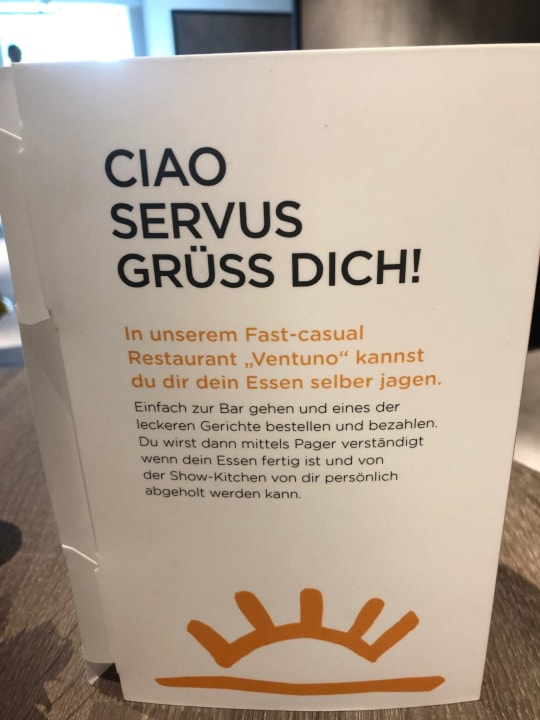 CIAO
SERVUS
GRÜSS DICH!
In unserem Fast-casual
Restaurant „Ventuno“ kannst
du dir dein Essen selber jagen.
Einfach zur Bar gehen und eines der
leckeren Gerichte bestellen und bezahlen.
Du wirst dann mittels Pager verständigt
wenn dein Essen fertig ist und von
der Show-Kitchen von dir persönlich
abgeholt werden kann.